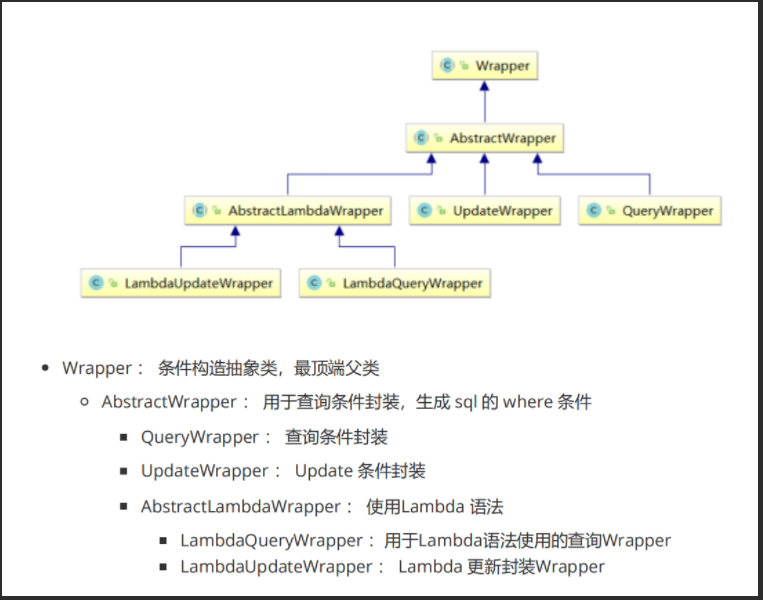 Wrapper
AbstractWrapper
AbstractLambdaWrapper
UpdateWrapper
QueryWrapper
LambdaUpdateWrapper
LambdaQueryWrapper
Wrapper： 条件构造抽象类，最顶端父类
AbstractWrapper： 用于查询条件封装，生成 sql 的 where 条件
QueryWrapper： 查询条件封装
UpdateWrapper： Update 条件封装
AbstractLambdaWrapper： 使用Lambda 语法
LambdaQueryWrapper：用于Lambda语法使用的查询Wrapper
LambdaUpdateWrapper： Lambda 更新封装Wrapper